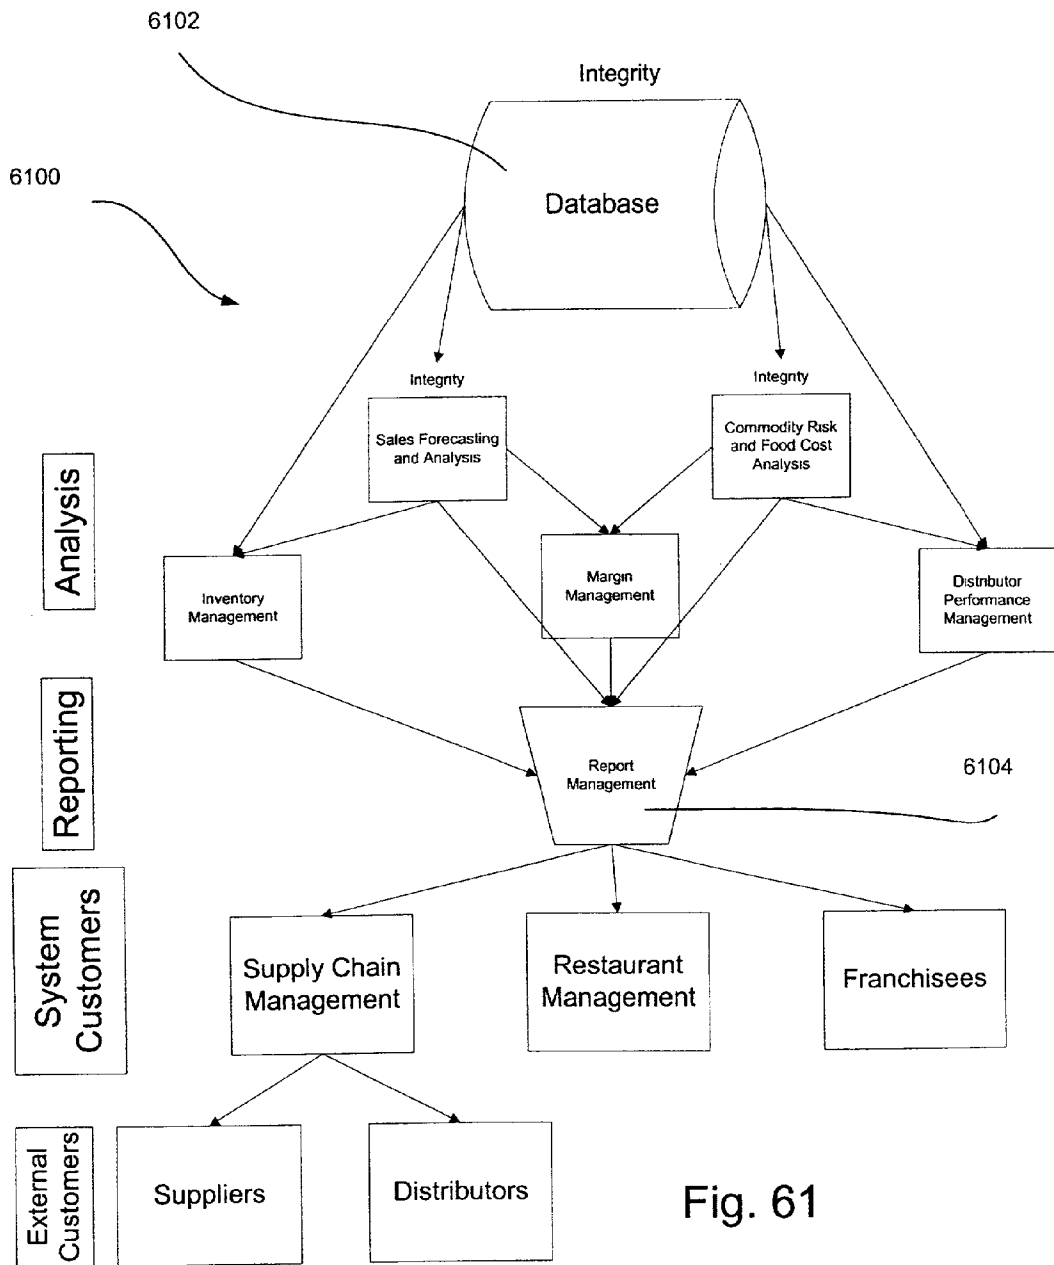 6102
Integrity
6100
Database
Integrity
Integrity
Sales Forecasting
and Analysis
Commodity Risk
and Food Cost
Analysis
Analysis
Inventory
Management
Margin
Management
Distributor
Performance
Management
Reporting
Report
Management
6104
System
Customers
Supply Chain
Management
Restaurant
Management
Franchisees
External
Customers
Suppliers
Distributors
Fig. 61